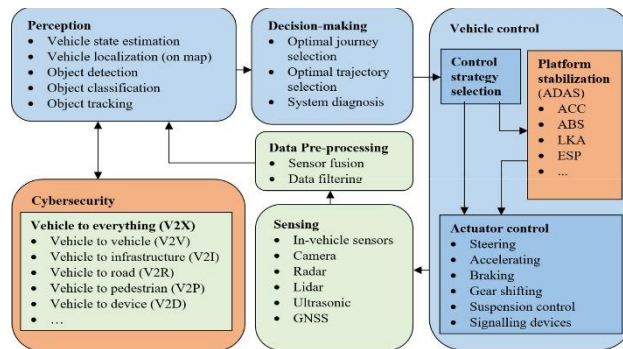 Perception
• Vehicle state estimation
• Vehicle localization (on map)
• Object detection
• Object classification
• Object tracking
Decision-making
• Optimal journey
selection
• Optimal trajectory
selection
• System diagnosis
Vehicle control
Control
strategy
selection
Platform
stabilization
(ADAS)
• ACC
• ABS
• LKA
• ESP
• ...
Data Pre-processing
• Sensor fusion
• Data filtering
Cybersecurity
Vehicle to everything (V2X)
• Vehicle to vehicle (V2V)
• Vehicle to infrastructure (V2I)
• Vehicle to road (V2R)
• Vehicle to pedestrian (V2P)
• Vehicle to device (V2D)
• …
Sensing
• In-vehicle sensors
• Camera
• Radar
• Lidar
• Ultrasonic
• GNSS
Actuator control
• Steering
• Accelerating
• Braking
• Gear shifting
• Suspension control
• Signalling devices